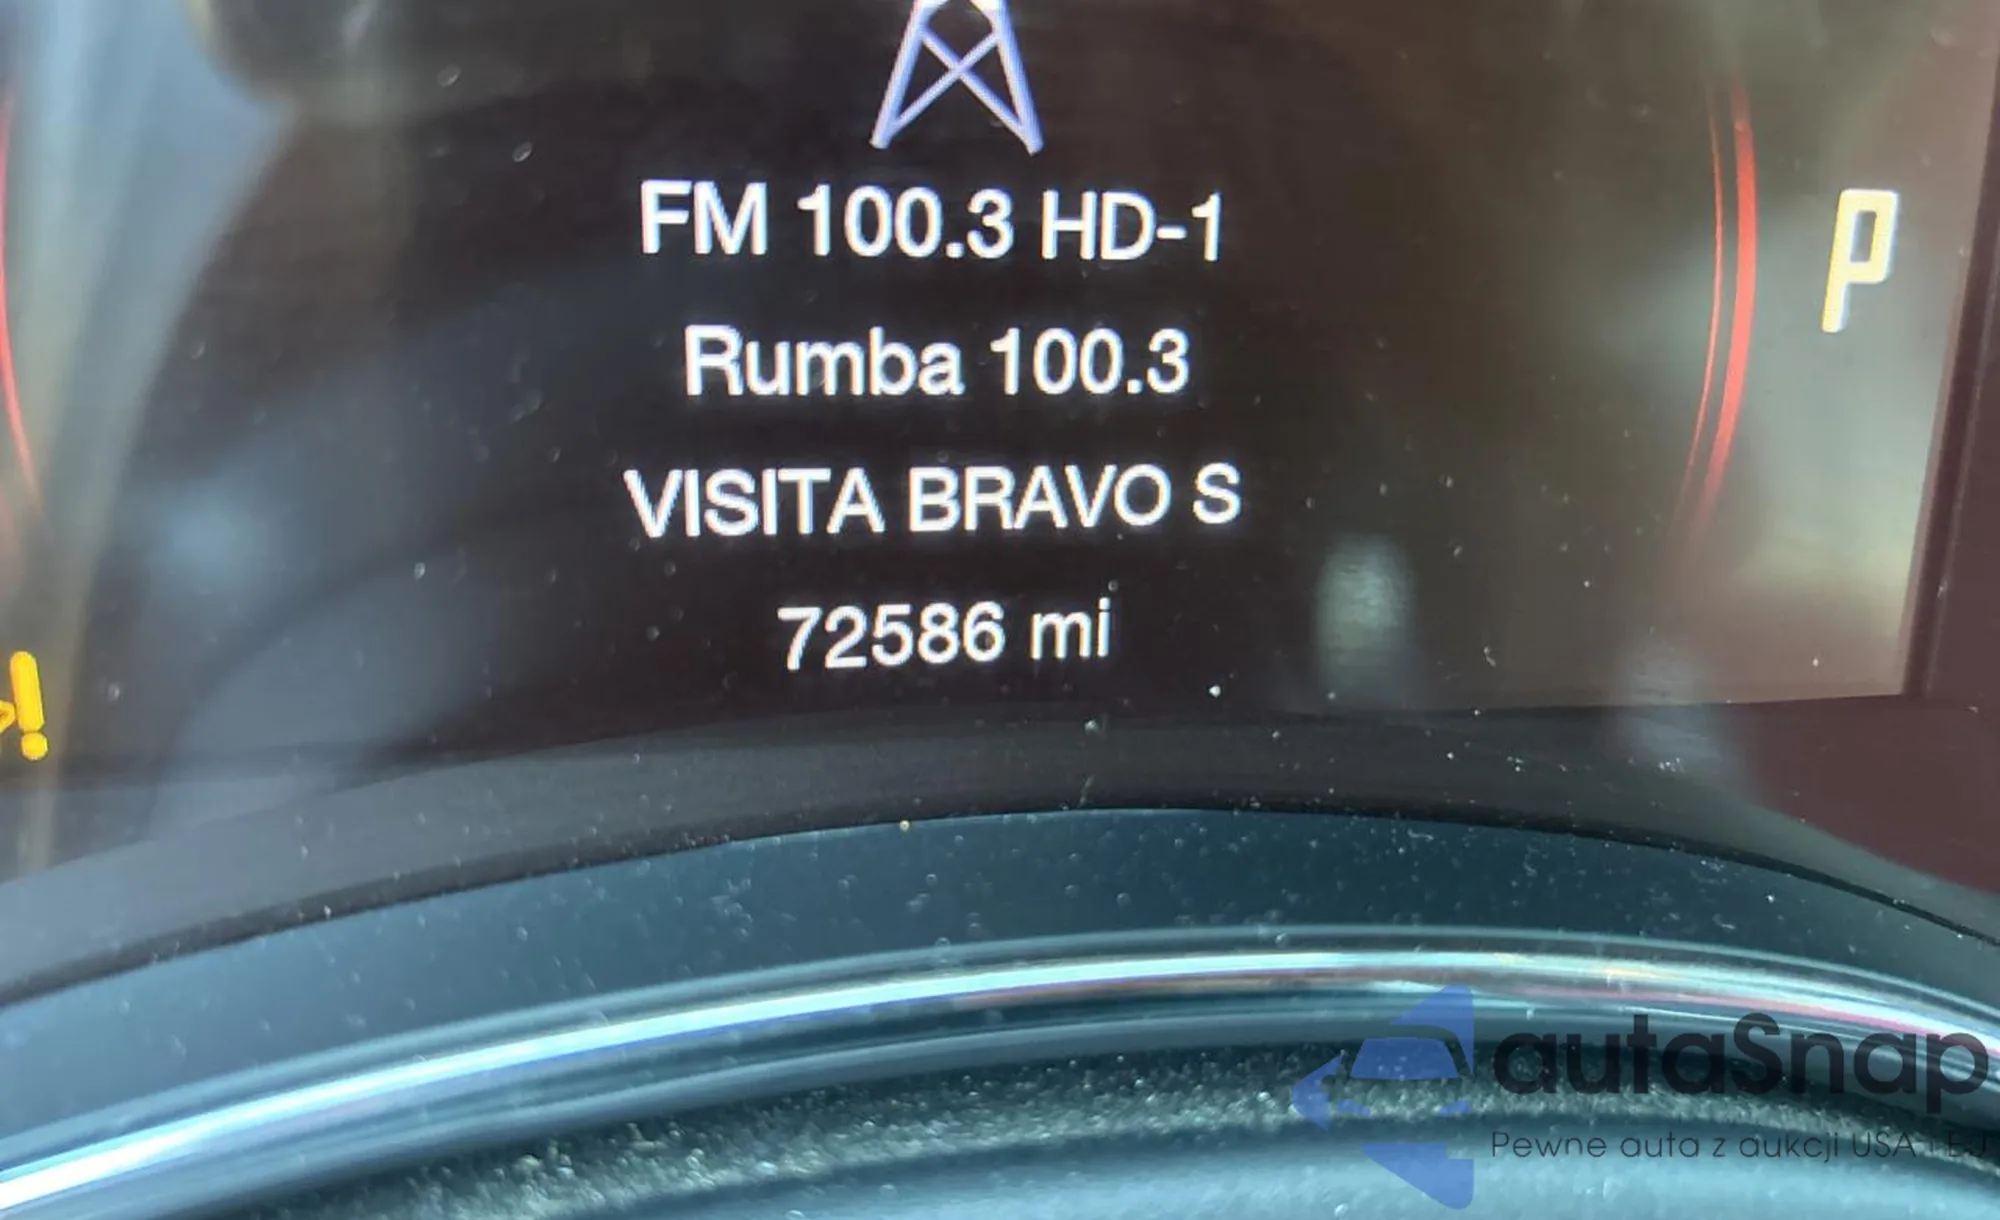 FM 100.3 HD-1
Rumba 100.3
VISITA BRAVO S
72586 mi
P
!
autaSnap
Pewne auta z aukcji USA i EU